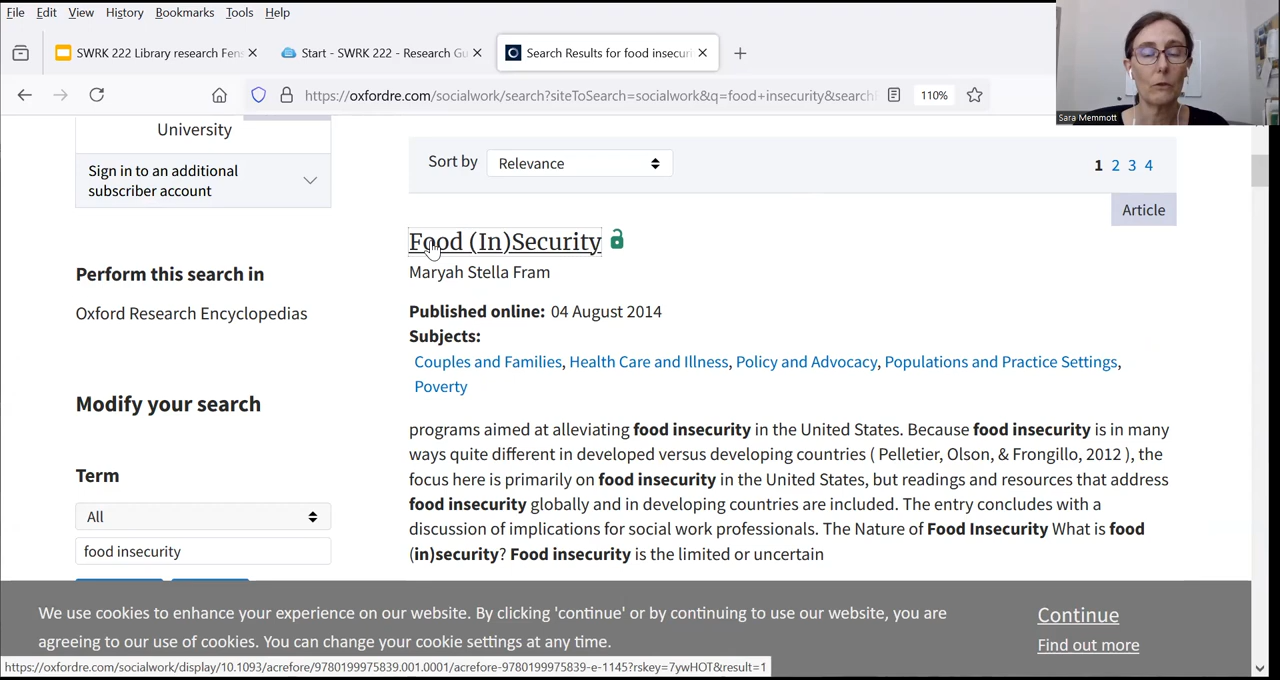 File Edit View History Bookmarks Tools Help
SWRK 222 Library research Fens
Start - SWRK 222 - Research Gu
Search Results for food insecuri
https://oxfordre.com/socialwork/search?siteToSearch=socialwork&q=food+insecurity&search
110%
Sara Memmott
University
Sign in to an additional
subscriber account
Perform this search in
Oxford Research Encyclopedias
Modify your search
Term
All
food insecurity
Sort by Relevance 1 2 3 4
Article
Food (In)Security
Maryah Stella Fram
Published online: 04 August 2014
Subjects:
Couples and Families, Health Care and Illness, Policy and Advocacy, Populations and Practice Settings,
Poverty
programs aimed at alleviating food insecurity in the United States. Because food insecurity is in many
ways quite different in developed versus developing countries ( Pelletier, Olson, & Frongillo, 2012 ), the
focus here is primarily on food insecurity in the United States, but readings and resources that address
food insecurity globally and in developing countries are included. The entry concludes with a
discussion of implications for social work professionals. The Nature of Food Insecurity What is food
(in)security? Food insecurity is the limited or uncertain
We use cookies to enhance your experience on our website. By clicking 'continue' or by continuing to use our website, you are
agreeing to our use of cookies. You can change your cookie settings at any time.
Continue
Find out more
https://oxfordre.com/socialwork/display/10.1093/acrefore/9780199975839.001.0001/acrefore-9780199975839-e-1145?rskey=7ywHOT&result=1